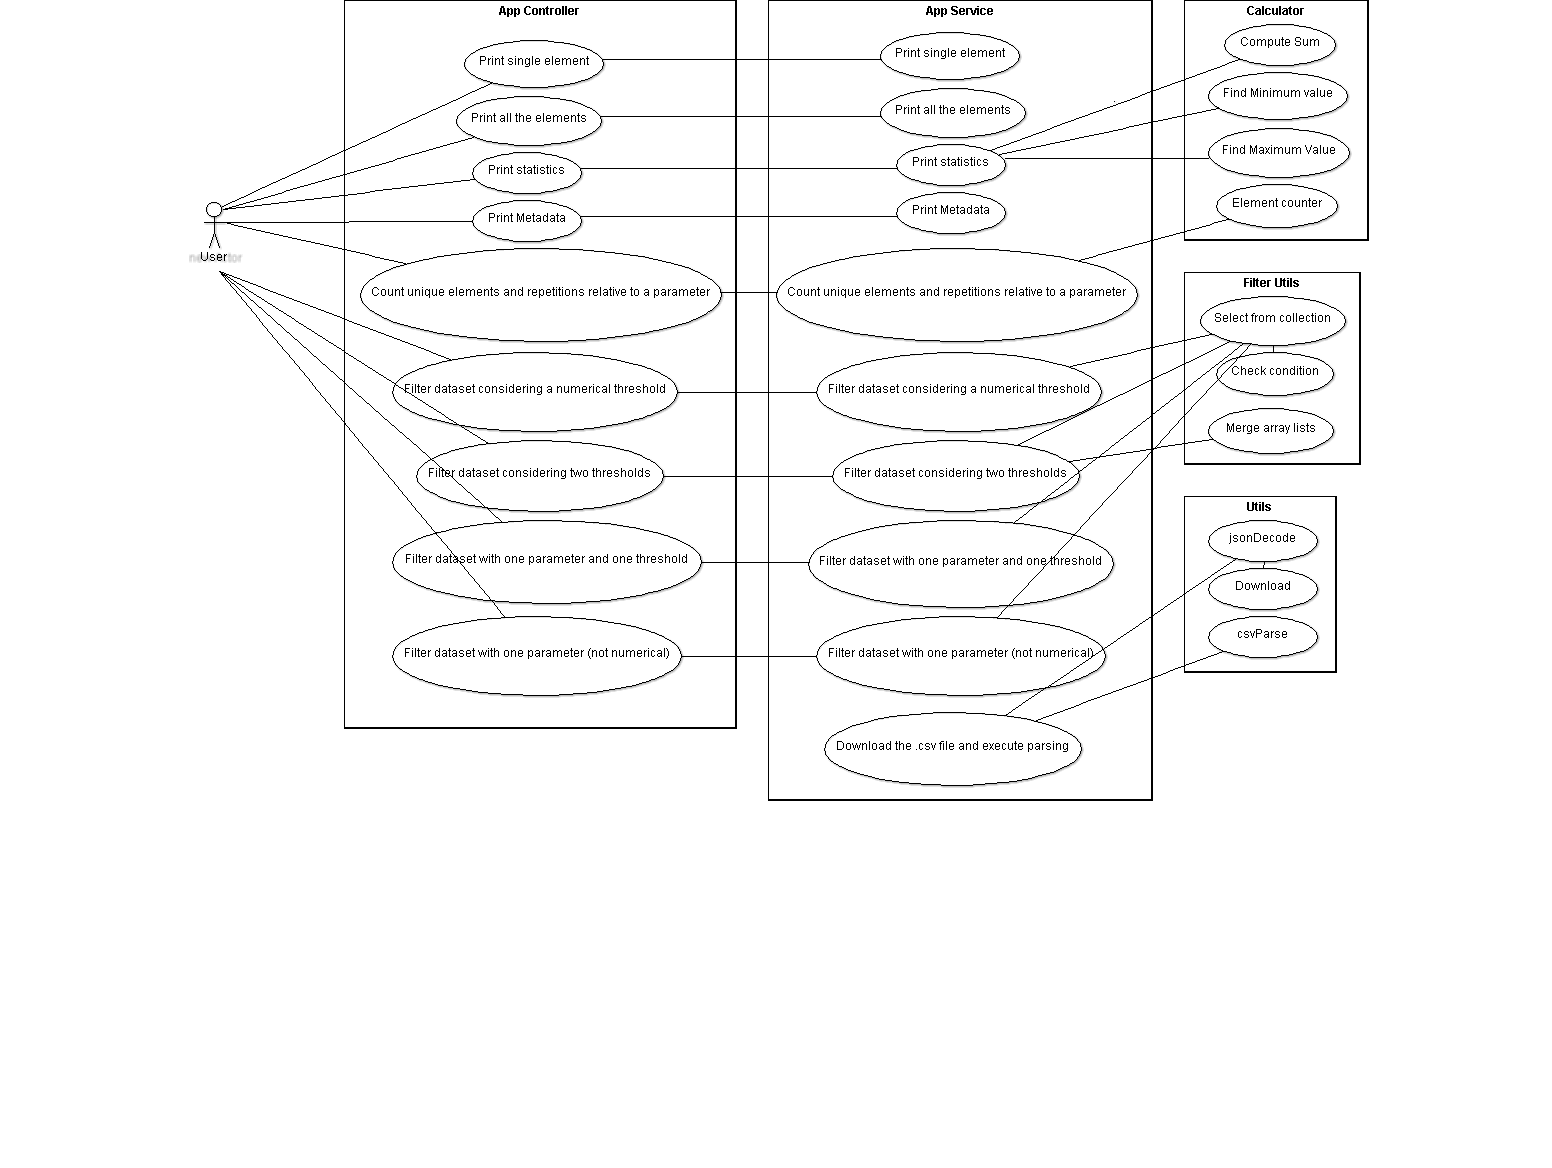 App Controller
Print single element
Print all the elements
Print statistics
Print Metadata
Count unique elements and repetitions relative to a parameter
Filter dataset considering a numerical threshold
Filter dataset considering two thresholds
Filter dataset with one parameter and one threshold
Filter dataset with one parameter (not numerical)
User
App Service
Print single element
Print all the elements
Print statistics
Print Metadata
Count unique elements and repetitions relative to a parameter
Filter dataset considering a numerical threshold
Filter dataset considering two thresholds
Filter dataset with one parameter and one threshold
Filter dataset with one parameter (not numerical)
Download the .csv file and execute parsing
Calculator
Compute Sum
Find Minimum value
Find Maximum Value
Element counter
Filter Utils
Select from collection
Check condition
Merge array lists
Utils
jsonDecode
Download
csvParse